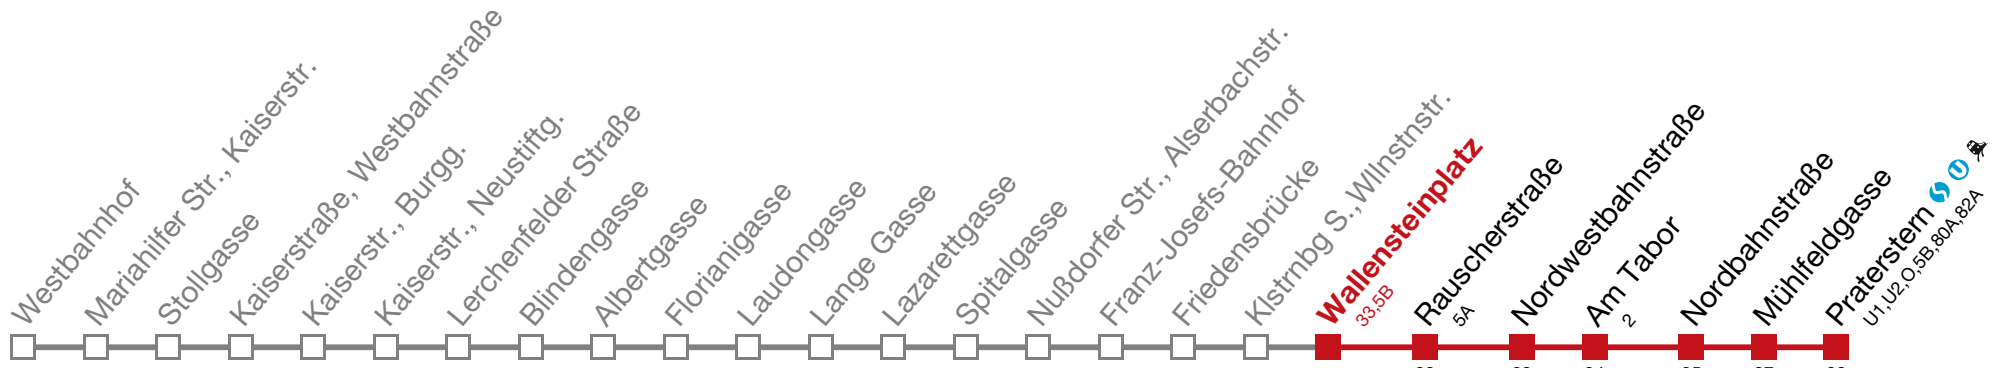 Westbahnhof
Mariahilfer Str., Kaiserstr.
Stollgasse
Kaiserstraße, Westbahnstraße
Kaiserstr., Burgg.
Kaiserstr., Neustiftg.
Lerchenfelder Straße
Blindengasse
Albertgasse
Florianigasse
Laudongasse
Lange Gasse
Lazarettgasse
Spitalgasse
Nußdorfer Str., Alserbachstr.
Franz-Josefs-Bahnhof
Friedensbrücke
Klstrnbg S.,Wllnstnstr.
Wallensteinplatz
33,5B
Rauscherstraße
5A
Nordwestbahnstraße
Am Tabor
2
Nordbahnstraße
Mühlfeldgasse
Praterstern S U
U1,U2,O,5B,80A,82A